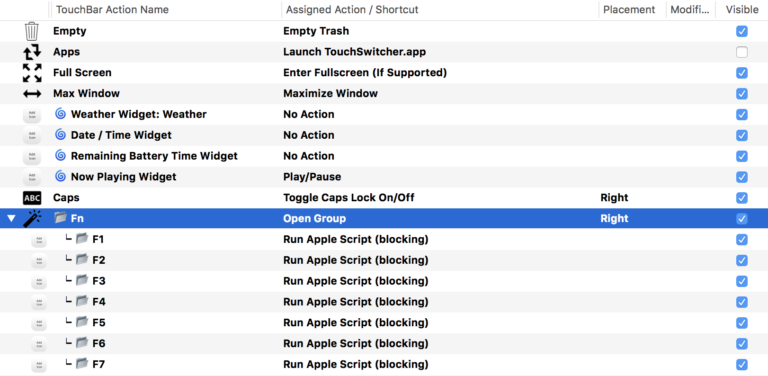 TouchBar Action Name Assigned Action / Shortcut Placement Modifi... Visible
Empty Empty Trash
Apps Launch TouchSwitcher.app
Full Screen Enter Fullscreen (If Supported)
Max Window Maximize Window
Weather Widget: Weather No Action
Date / Time Widget No Action
Remaining Battery Time Widget No Action
Now Playing Widget Play/Pause
ABC Caps Toggle Caps Lock On/Off Right
Fn Open Group Right
F1 Run Apple Script (blocking)
F2 Run Apple Script (blocking)
F3 Run Apple Script (blocking)
F4 Run Apple Script (blocking)
F5 Run Apple Script (blocking)
F6 Run Apple Script (blocking)
F7 Run Apple Script (blocking)